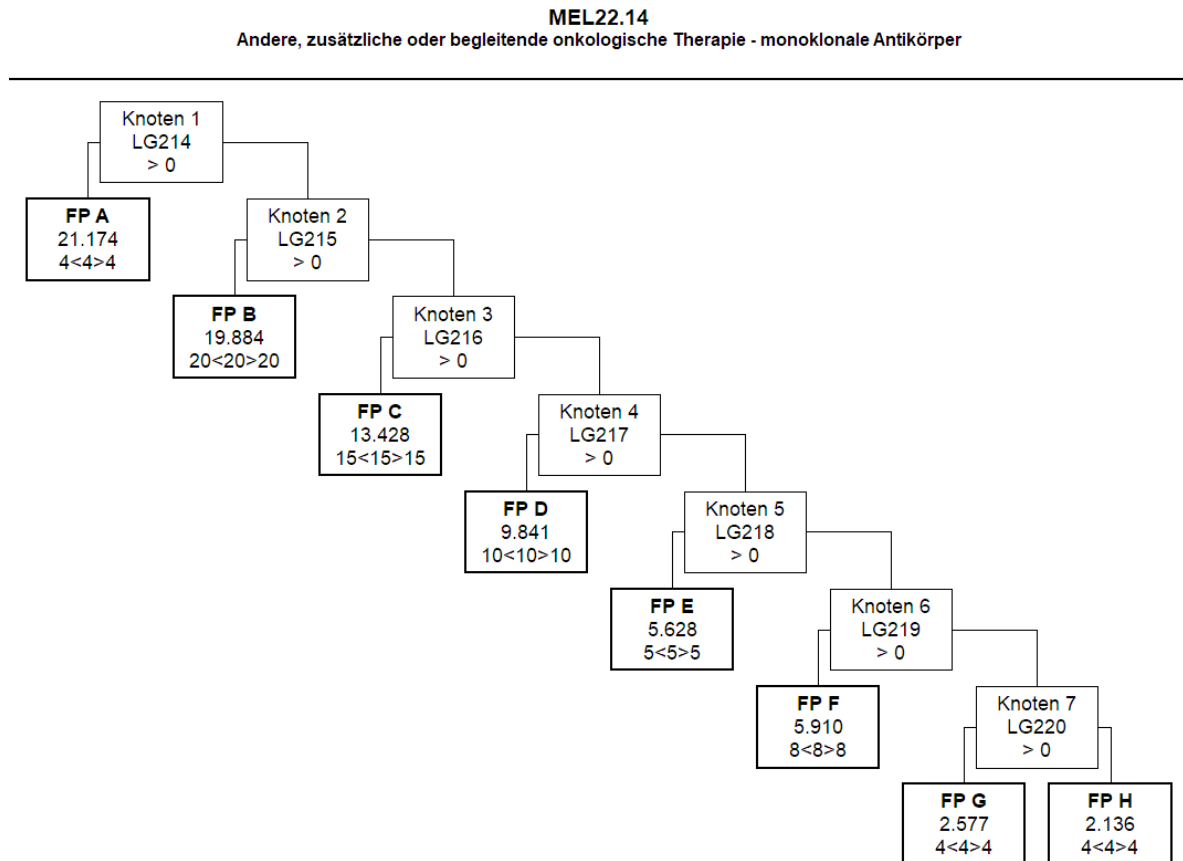 MEL22.14
Andere, zusätzliche oder begleitende onkologische Therapie - monoklonale Antikörper
Knoten 1
LG214
> 0
FP A
21.174
4<4>4
Knoten 2
LG215
> 0
FP B
19.884
20<20>20
Knoten 3
LG216
> 0
FP C
13.428
15<15>15
Knoten 4
LG217
> 0
FP D
9.841
10<10>10
Knoten 5
LG218
> 0
FP E
5.628
5<5>5
Knoten 6
LG219
> 0
FP F
5.910
8<8>8
Knoten 7
LG220
> 0
FP G
2.577
4<4>4
FP H
2.136
4<4>4